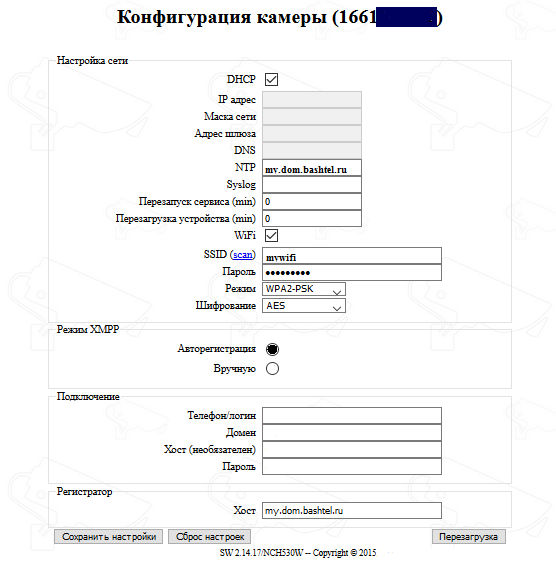 Конфигурация камеры (1661 )
Настройка сети
DHCP
IP адрес
Маска сети
Адрес шлюза
DNS
NTP my.dom.bashtel.ru
Syslog
Перезапуск сервиса (min) 0
Перезагрузка устройства (min) 0
WiFi
SSID (scan) mywifi
Пароль •••••••••
Режим WPA2-PSK
Шифрование AES
Режим XMPP
Авторегистрация
Вручную
Подключение
Телефон/логин
Домен
Хост (необязателен)
Пароль
Регистратор
Хост my.dom.bashtel.ru
Сохранить настройки Сброс настроек Перезагрузка
SW 2.14.17/NCH530W -- Copyright © 2015